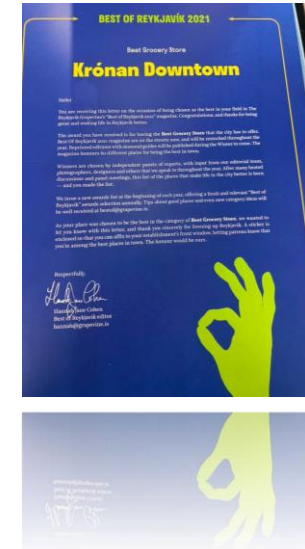 BEST OF REYKJAVÍK 2021
Best Grocery Store
Krónan Downtown
Hello!
You are receiving this letter on the occasion of being chosen as the best in your field in The
Reykjavík Grapevine's "Best of Reykjavík 2021" magazine. Congratulations, and thanks for being
great and making life in Reykjavík better.
The award you have received is for having the Best Grocery Store that the city has to offer.
Best Of Reykjavík 2021 magazines are on the streets now, and will be restocked throughout the
year. Reprinted editions with seasonal guides will be published during the Winter to come. The
magazine honours 60 different places for being the best in town.
Winners are chosen by independent panels of experts, with input from our editorial team,
photographers, designers and others that we speak to throughout the year. After many heated
discussions and panel meetings, this list of the places that make life in the city better is born
— and you made the list.
We issue a new awards list at the beginning of each year, offering a fresh and relevant "Best of
Reykjavík" awards selection annually. Tips about good places and even new category ideas will
be well received at bestof@grapevine.is.
As your place was chosen to be the best in the category of Best Grocery Store, we wanted to
let you know with this letter, and thank you sincerely for livening up Reykjavík. A sticker is
enclosed so that you can affix to your establishment's front window, letting patrons know that
you're among the best places in town. The honour would be ours.
Respectfully,
Hannah Jane Cohen
Best of Reykjavík editor
hannah@grapevine.is